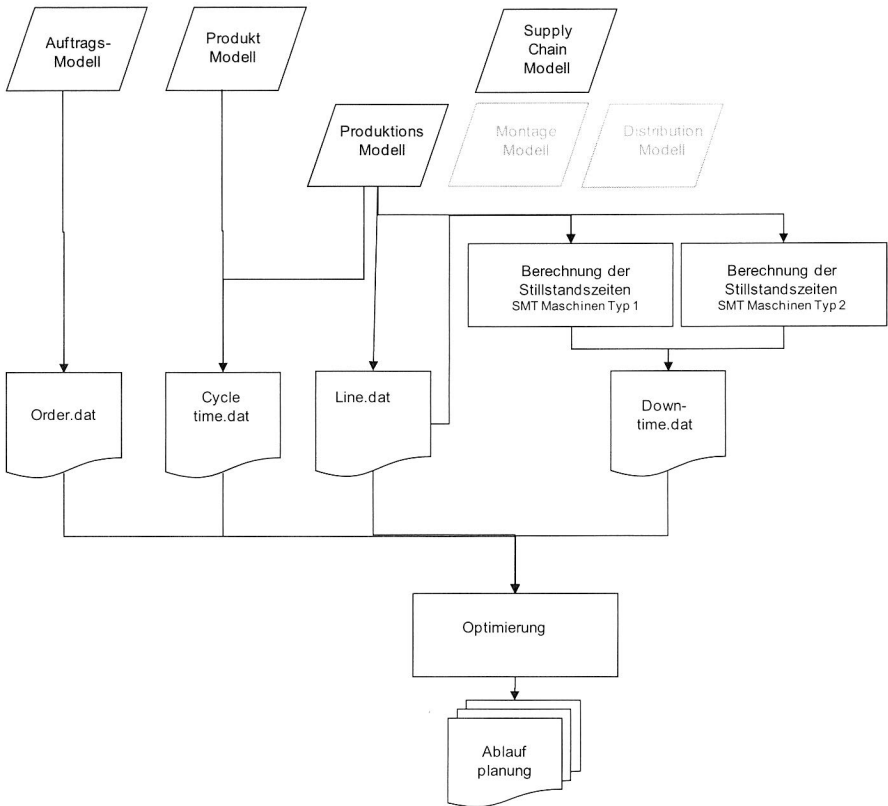 Auftrags-
Modell
Produkt
Modell
Supply
Chain
Modell
Produktions
Modell
Montage
Modell
Distribution
Modell
Berechnung der
Stillstandszeiten
SMT Maschinen Typ 1
Berechnung der
Stillstandszeiten
SMT Maschinen Typ 2
Order.dat
Cycle
time.dat
Line.dat
Down-
time.dat
Optimierung
Ablauf
planung